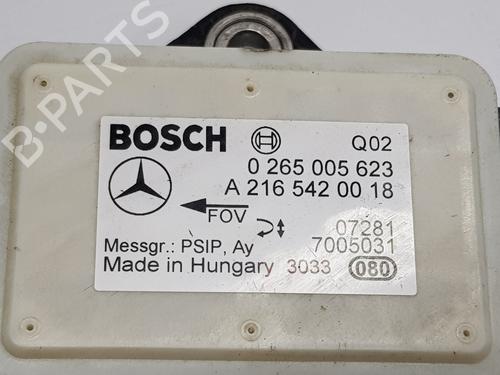 BOSCH Q02
0 265 005 623
A 216 542 00 18
FOV
07281
Messgr.: PSIP, Ay 7005031
Made in Hungary 3033 080
B-PARTS